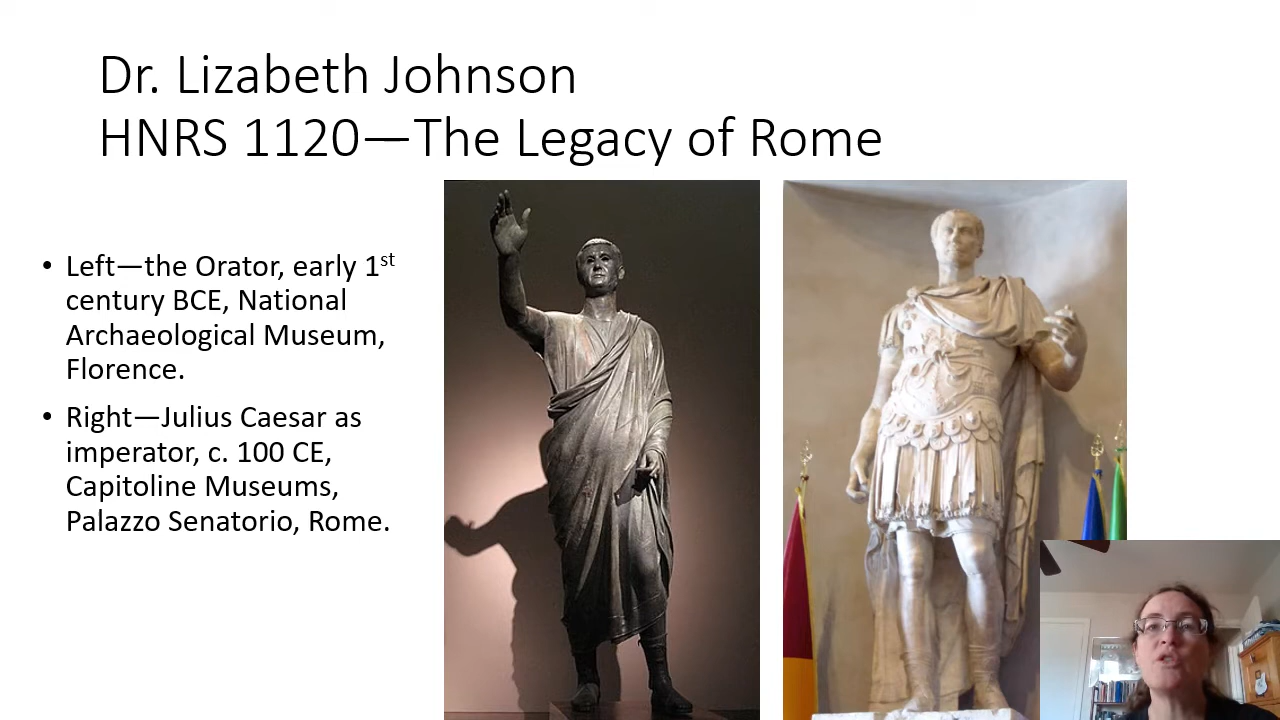 Dr. Lizabeth Johnson
HNRS 1120—The Legacy of Rome
• Left—the Orator, early 1st
century BCE, National
Archaeological Museum,
Florence.
• Right—Julius Caesar as
imperator, c. 100 CE,
Capitoline Museums,
Palazzo Senatorio, Rome.